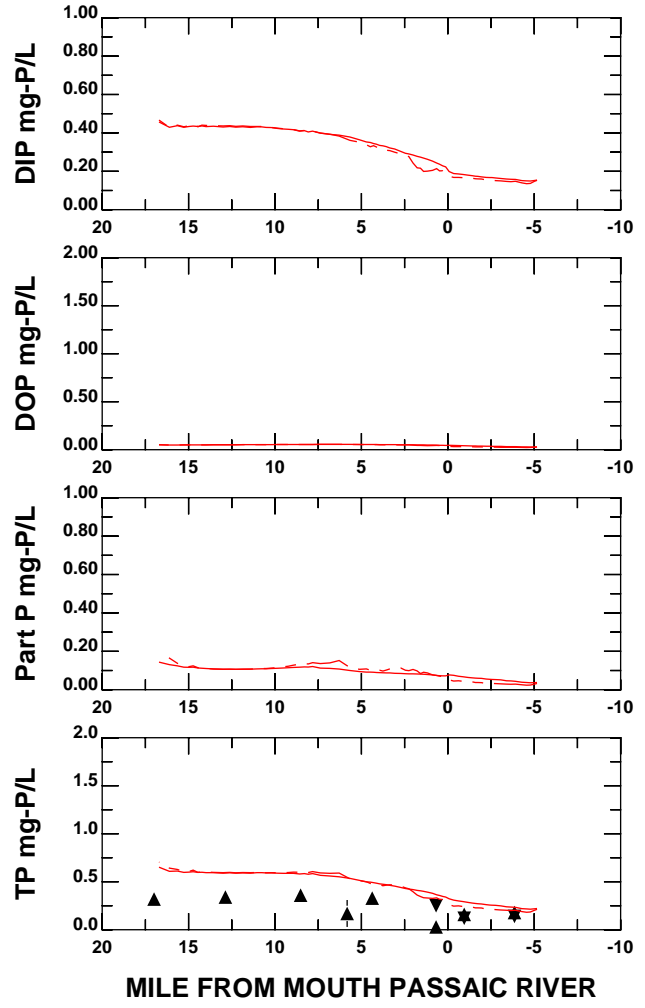 DIP mg-P/L
1.00
0.80
0.60
0.40
0.20
0.00
20 15 10 5 0 -5 -10
DOP mg-P/L
2.00
1.50
1.00
0.50
0.00
20 15 10 5 0 -5 -10
Part P mg-P/L
1.00
0.80
0.60
0.40
0.20
0.00
20 15 10 5 0 -5 -10
TP mg-P/L
2.0
1.5
1.0
0.5
0.0
20 15 10 5 0 -5 -10
MILE FROM MOUTH PASSAIC RIVER